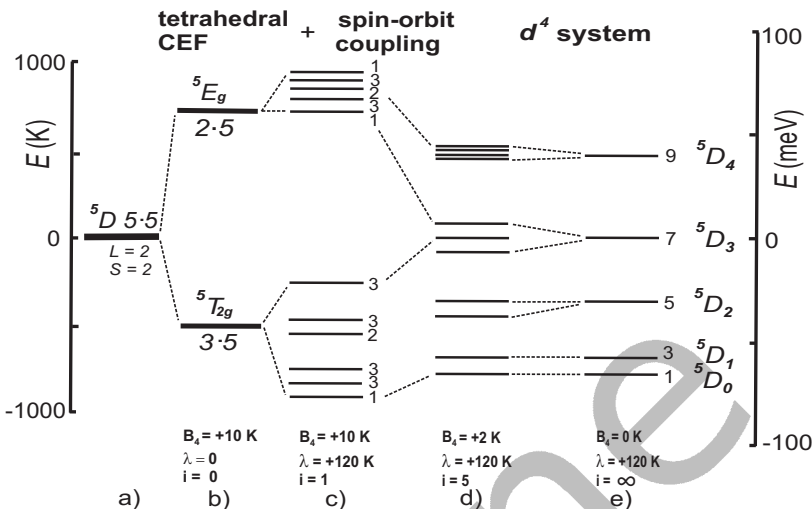 tetrahedral + spin-orbit d⁴ system
CEF coupling
100
1000
1
3
2
3
1
⁵E_g
2·5
E (K)
E (meV)
9 ⁵D₄
⁵D 5·5
0
L = 2
S = 2
7 ⁵D₃
0
3
⁵T₂g
3·5
5 ⁵D₂
3
2
3
3
1
3 ⁵D₁
1 ⁵D₀
-1000
-100
B₄ = +10 K B₄ = +10 K B₄ = +2 K B₄ = 0 K
λ = 0 λ = +120 K λ = +120 K λ = +120 K
i = 0 i = 1 i = 5 i = ∞
a) b) c) d) e)